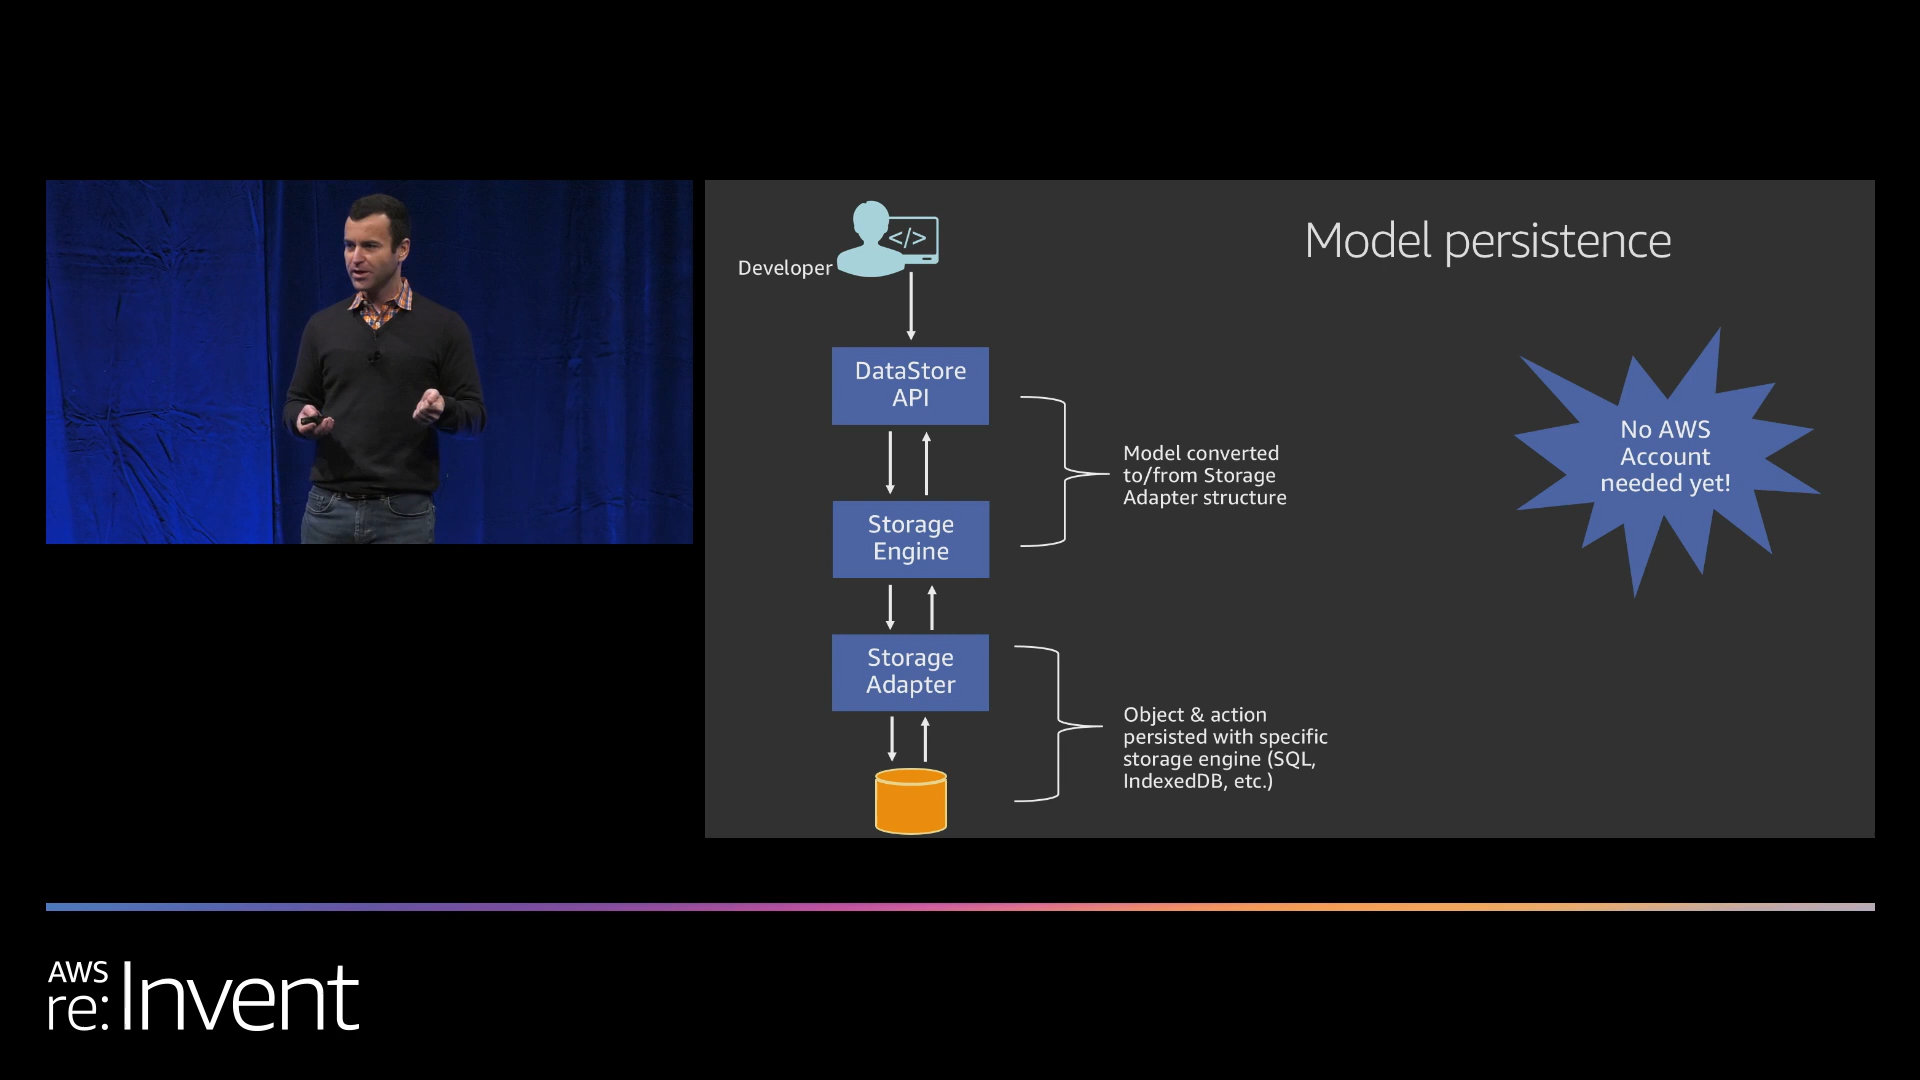 Model persistence
Developer
</>
DataStore
API
Model converted
to/from Storage
Adapter structure
No AWS
Account
needed yet!
Storage
Engine
Storage
Adapter
Object & action
persisted with specific
storage engine (SQL,
IndexedDB, etc.)
AWS
re:Invent